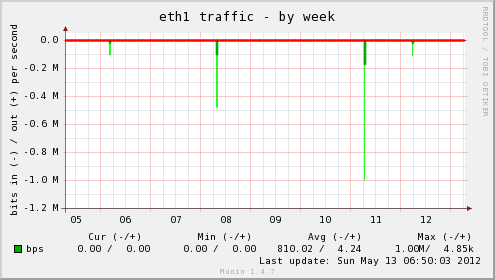 eth1 traffic - by week
RRDTOOL / TOBI OETIKER
bits in (-) / out (+) per second
0.0
-0.2 M
-0.4 M
-0.6 M
-0.8 M
-1.0 M
-1.2 M
05 06 07 08 09 10 11 12
Cur (-/+) Min (-/+) Avg (-/+) Max (-/+)
bps 0.00 / 0.00 0.00 / 0.00 810.02 / 4.24 1.00M/ 4.85k
Last update: Sun May 13 06:50:03 2012
Munin 1.4.7